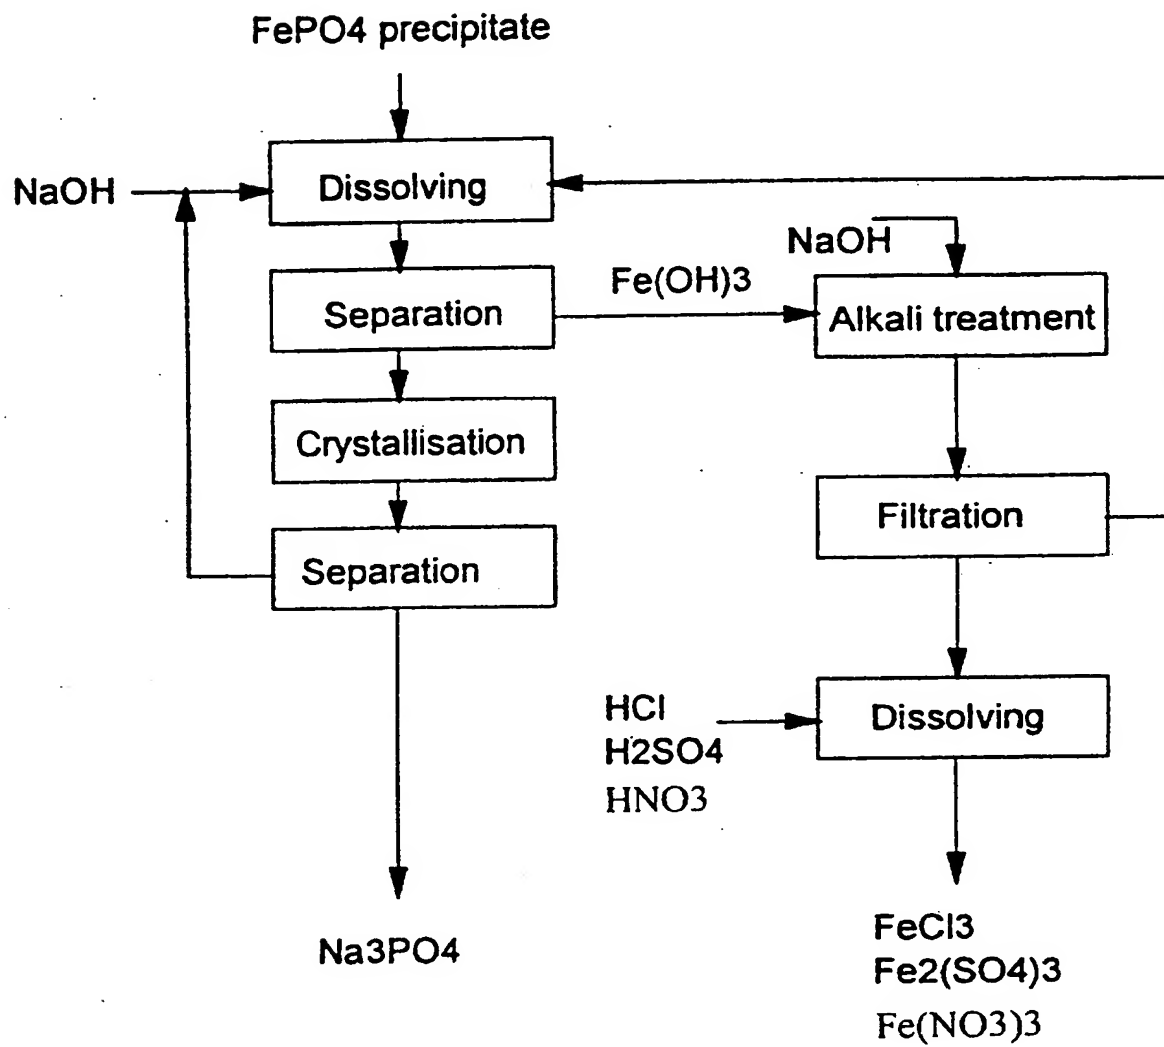 FePO4 precipitate
NaOH
Dissolving
NaOH
Separation
Fe(OH)3
Alkali treatment
Crystallisation
Filtration
Separation
HCl
H2SO4
HNO3
Dissolving
Na3PO4
FeCl3
Fe2(SO4)3
Fe(NO3)3